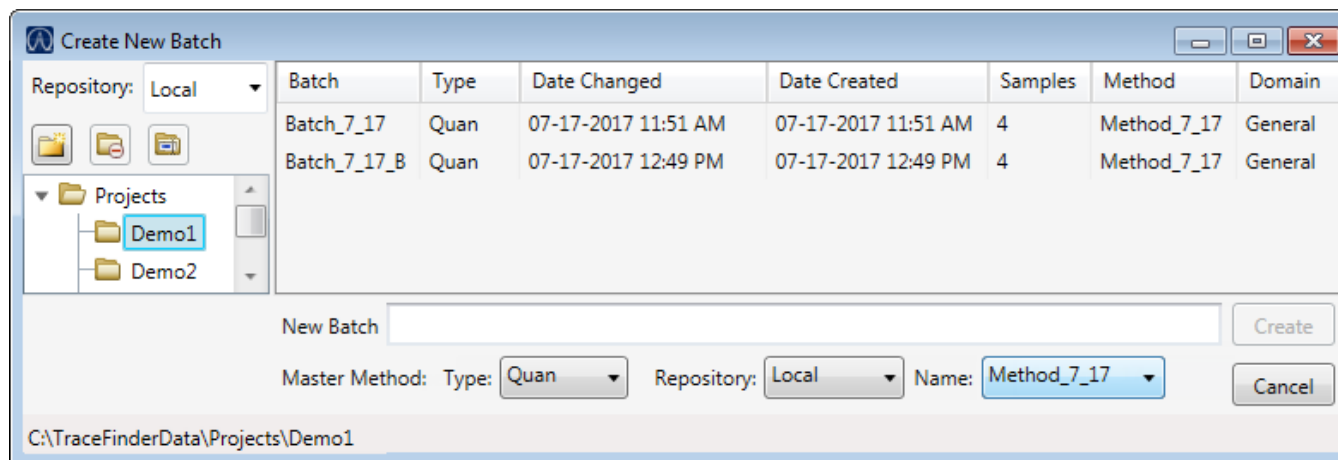 Create New Batch
Repository: Local
Batch Type Date Changed Date Created Samples Method Domain
Batch_7_17 Quan 07-17-2017 11:51 AM 07-17-2017 11:51 AM 4 Method_7_17 General
Batch_7_17_B Quan 07-17-2017 12:49 PM 07-17-2017 12:49 PM 4 Method_7_17 General
Projects
Demo1
Demo2
New Batch Create
Master Method: Type: Quan Repository: Local Name: Method_7_17 Cancel
C:\TraceFinderData\Projects\Demo1